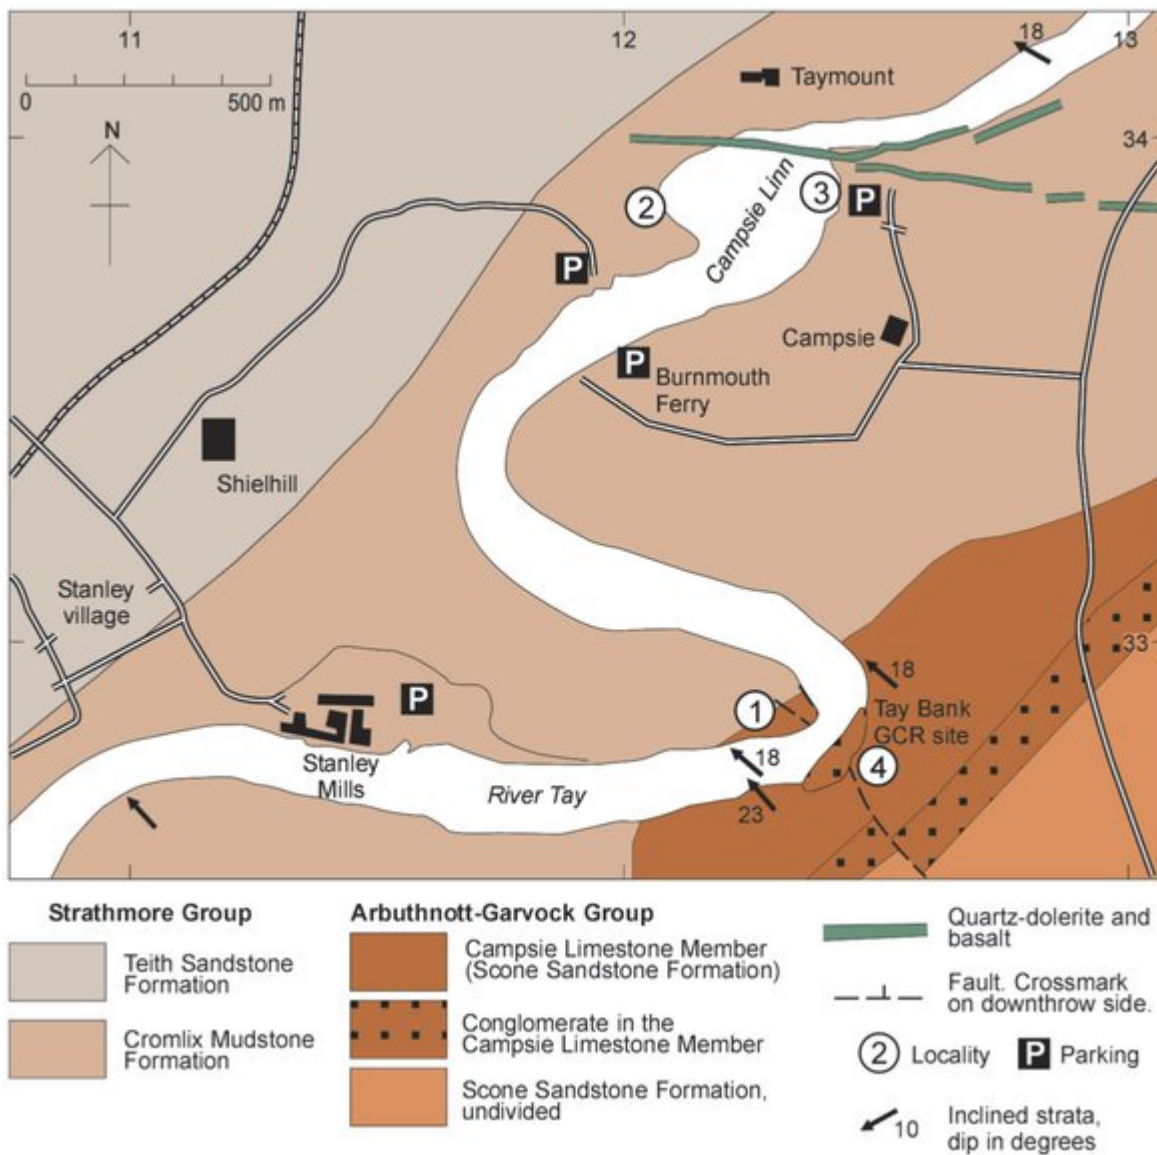 11
12
13
18
Taymount
0
500 m
N
34
Campsie Linn
2
3
P
P
Campsie
P
Burnmouth
Ferry
Shielhill
Stanley
village
33
18
P
1
Tay Bank
GCR site
18
4
Stanley
Mills
River Tay
23
Strathmore Group
Teith Sandstone
Formation
Cromlix Mudstone
Formation
Arbuthnott-Garvock Group
Campsie Limestone Member
(Scone Sandstone Formation)
Conglomerate in the
Campsie Limestone Member
Scone Sandstone Formation,
undivided
Quartz-dolerite and
basalt
Fault. Crossmark
on downthrow side.
2 Locality P Parking
10 Inclined strata,
dip in degrees